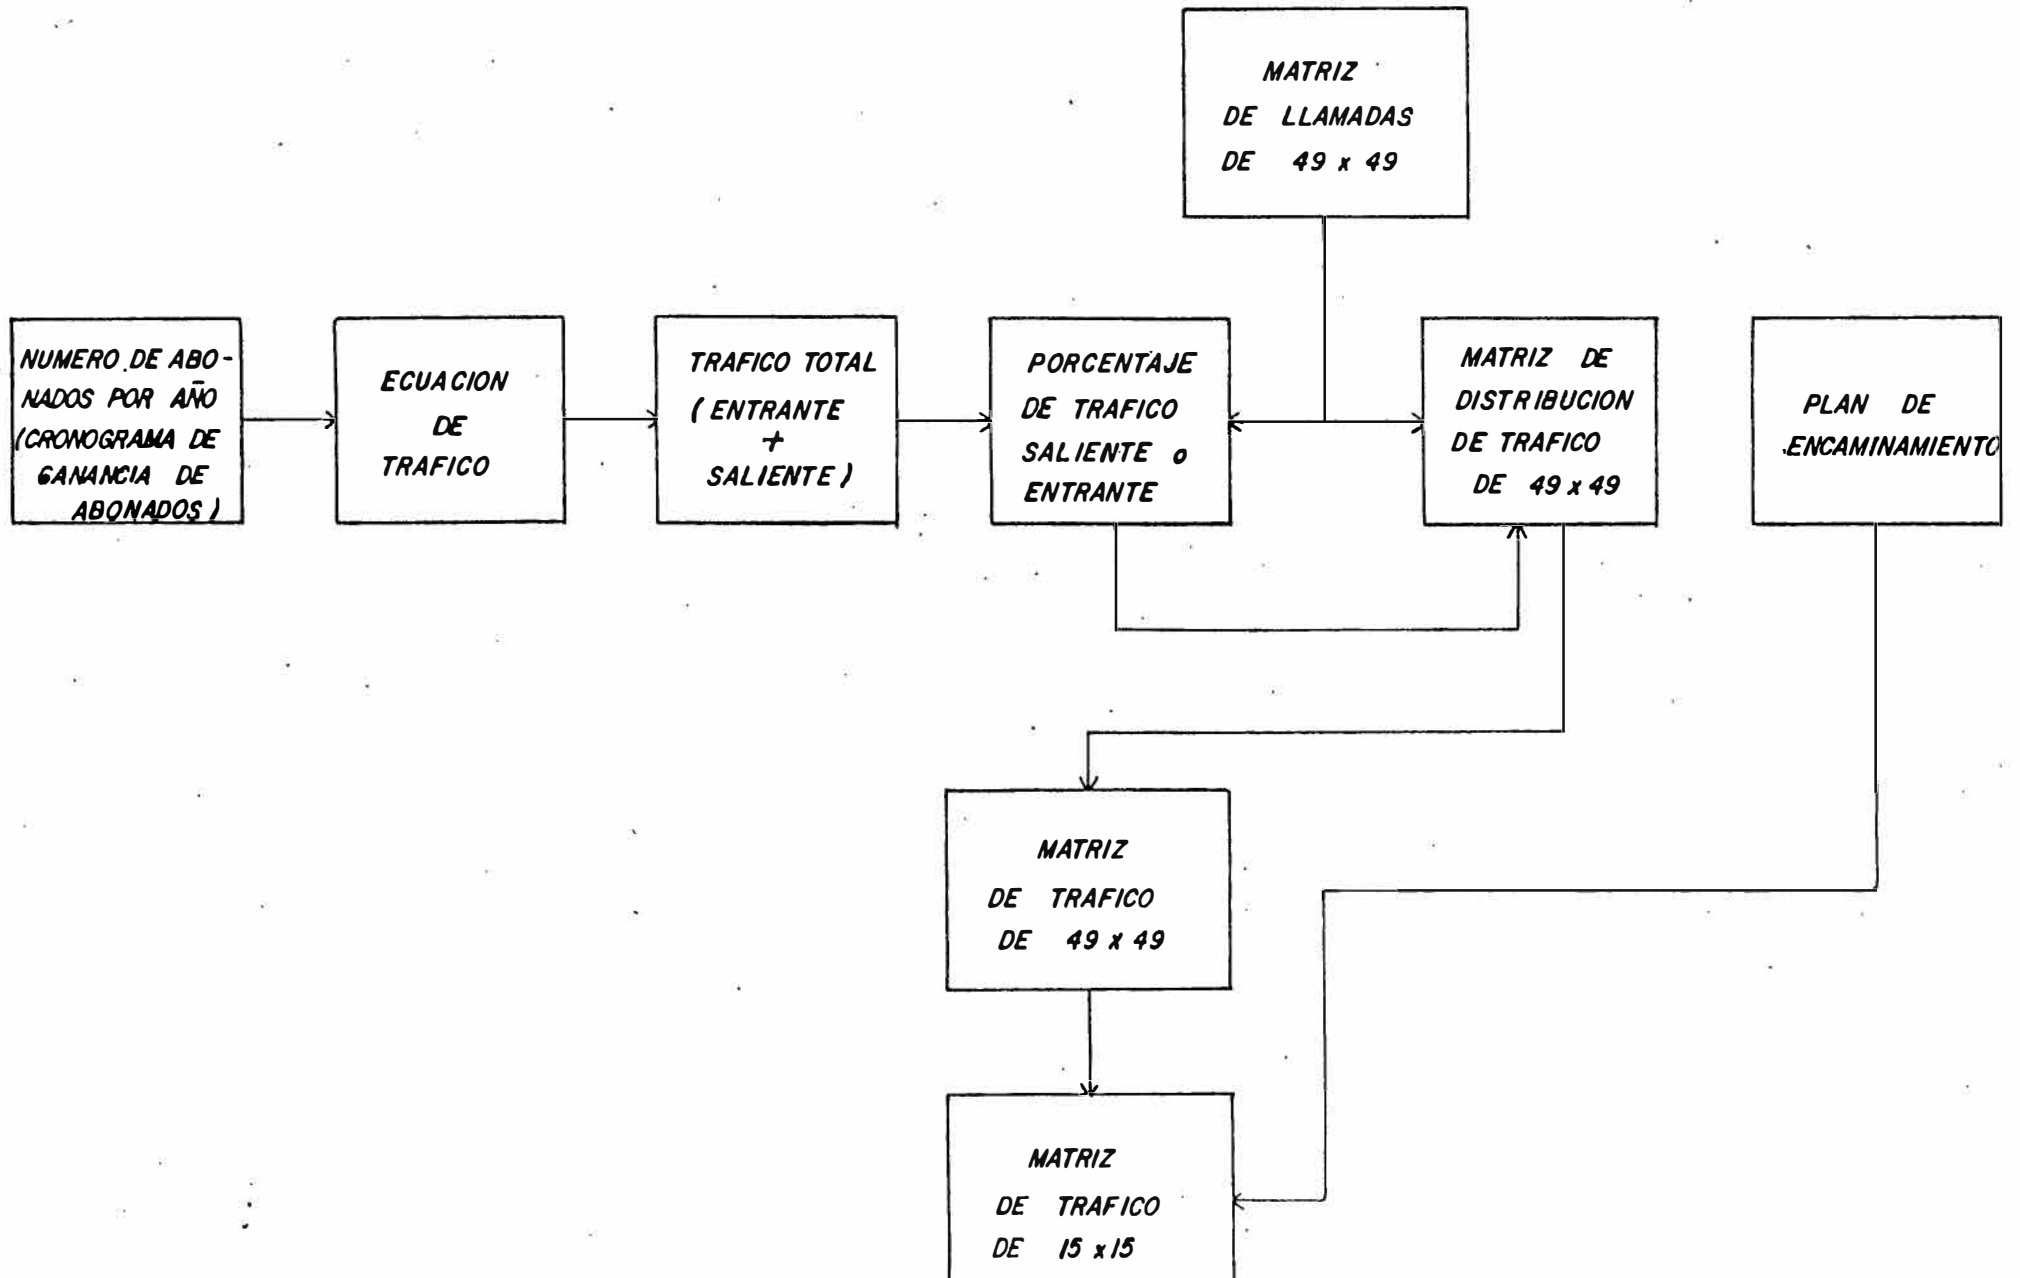 MATRIZ
DE LLAMADAS
DE 49 x 49
NUMERO DE ABO-
NADOS POR AÑO
(CRONOGRAMA DE
GANANCIA DE
ABONADOS)
ECUACION
DE
TRAFICO
TRAFICO TOTAL
(ENTRANTE
+
SALIENTE)
PORCENTAJE
DE TRAFICO
SALIENTE o
ENTRANTE
MATRIZ DE
DISTRIBUCION
DE TRAFICO
DE 49 x 49
PLAN DE
ENCAMINAMIENTO
MATRIZ
DE TRAFICO
DE 49 x 49
MATRIZ
DE TRAFICO
DE 15 x 15